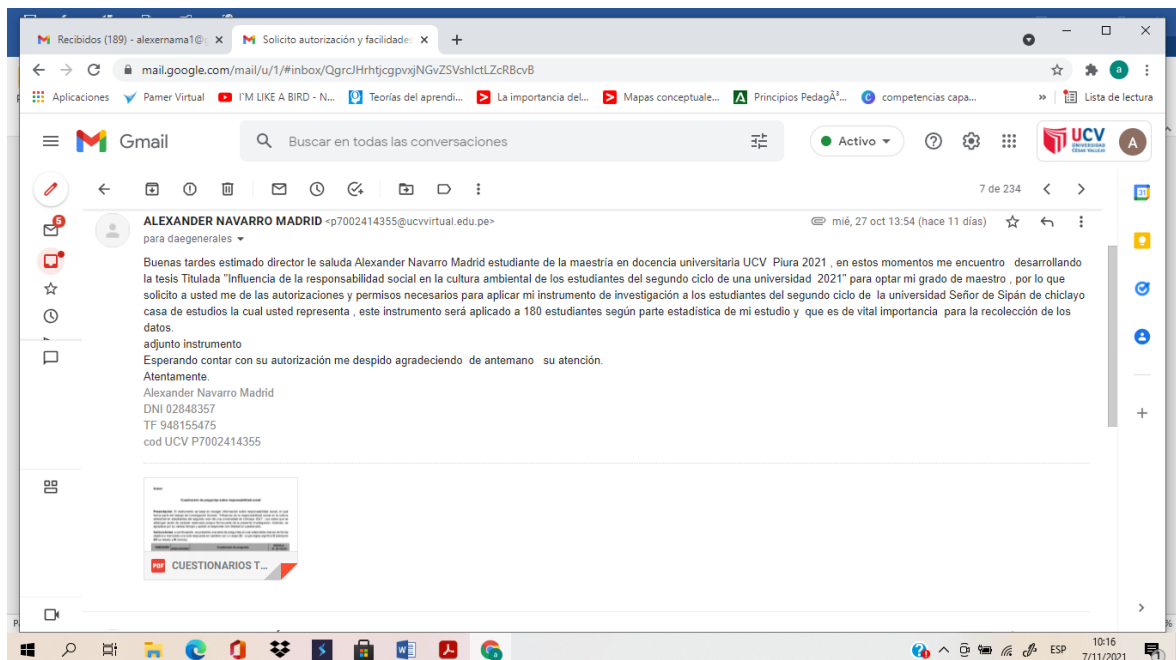 Recibidos (189) - alexernama1@g
Solicito autorización y facilidades
mail.google.com/mail/u/1/#inbox/QgrcJHrhtjcgpvxjNGvZSVshIctLZcRBcvB
Aplicaciones
Pamer Virtual
I'M LIKE A BIRD - N...
Teorías del aprendi...
La importancia del...
Mapas conceptuale...
Principios PedagÃ³...
competencias capa...
»
Lista de lectura
Gmail
Buscar en todas las conversaciones
Activo
UCV
UNIVERSIDAD
CÉSAR VALLEJO
A
7 de 234
ALEXANDER NAVARRO MADRID <p7002414355@ucvvirtual.edu.pe>
mié, 27 oct 13:54 (hace 11 días)
para daegenerales
Buenas tardes estimado director le saluda Alexander Navarro Madrid estudiante de la maestría en docencia universitaria UCV Piura 2021 , en estos momentos me encuentro desarrollando
la tesis Titulada "Influencia de la responsabilidad social en la cultura ambiental de los estudiantes del segundo ciclo de una universidad 2021" para optar mi grado de maestro , por lo que
solicito a usted me de las autorizaciones y permisos necesarios para aplicar mi instrumento de investigación a los estudiantes del segundo ciclo de la universidad Señor de Sipán de chiclayo
casa de estudios la cual usted representa , este instrumento será aplicado a 180 estudiantes según parte estadística de mi estudio y que es de vital importancia para la recolección de los
datos.
adjunto instrumento
Esperando contar con su autorización me despido agradeciendo de antemano su atención.
Atentamente.
Alexander Navarro Madrid
DNI 02848357
TF 948155475
cod UCV P7002414355
PDF
CUESTIONARIOS T...
ESP
10:16
7/11/2021